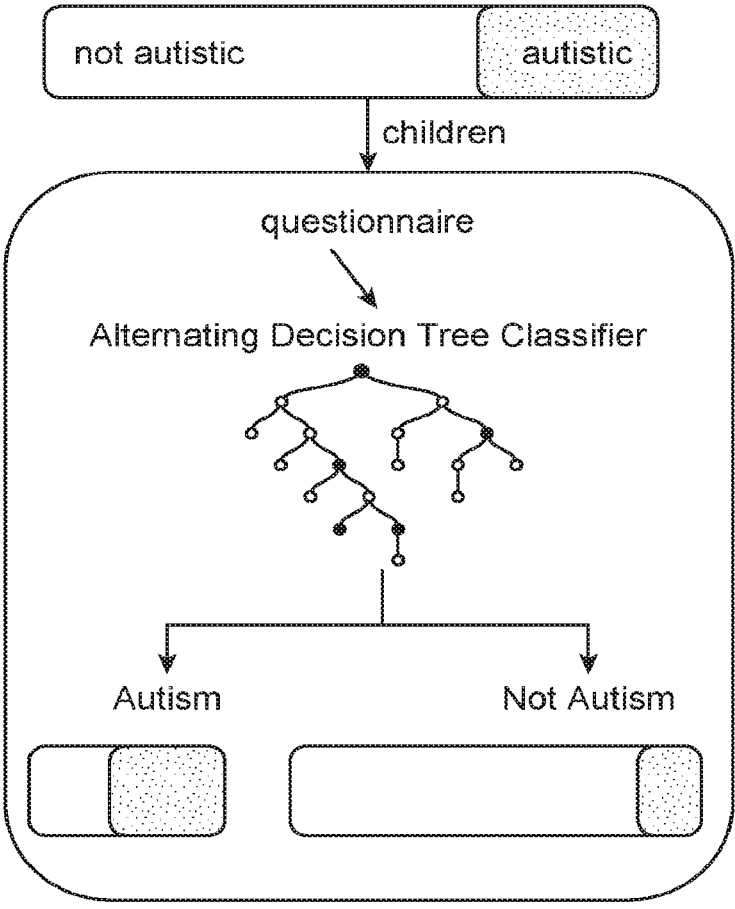 not autistic autistic
children
questionnaire
Alternating Decision Tree Classifier
Autism Not Autism